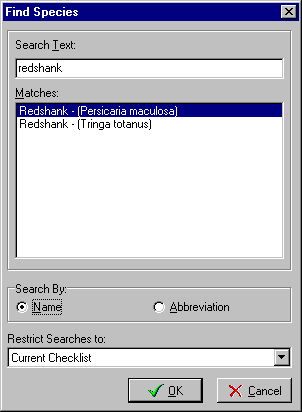 Find Species
Search Text:
redshank
Matches:
Redshank - (Persicaria maculosa)
Redshank - (Tringa totanus)
Search By:
Name
Abbreviation
Restrict Searches to:
Current Checklist
OK
Cancel